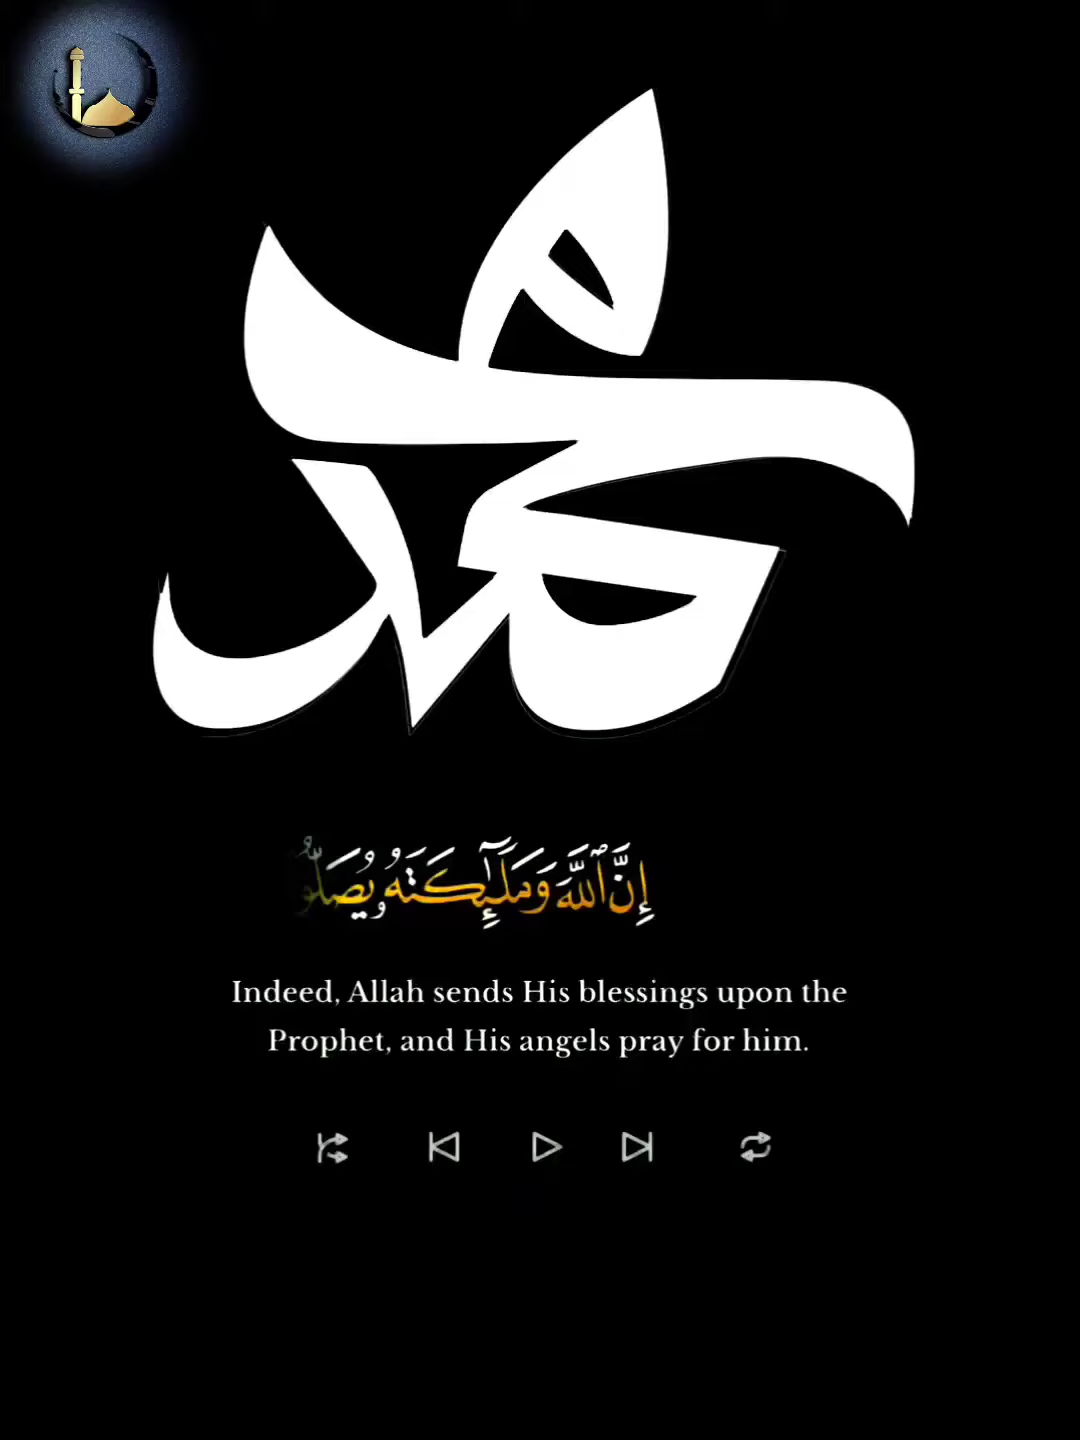 محمد
إِنَّ ٱللَّهَ وَمَلَـٰٓئِكَتَهُۥ يُصَلُّو
Indeed, Allah sends His blessings upon the
Prophet, and His angels pray for him.